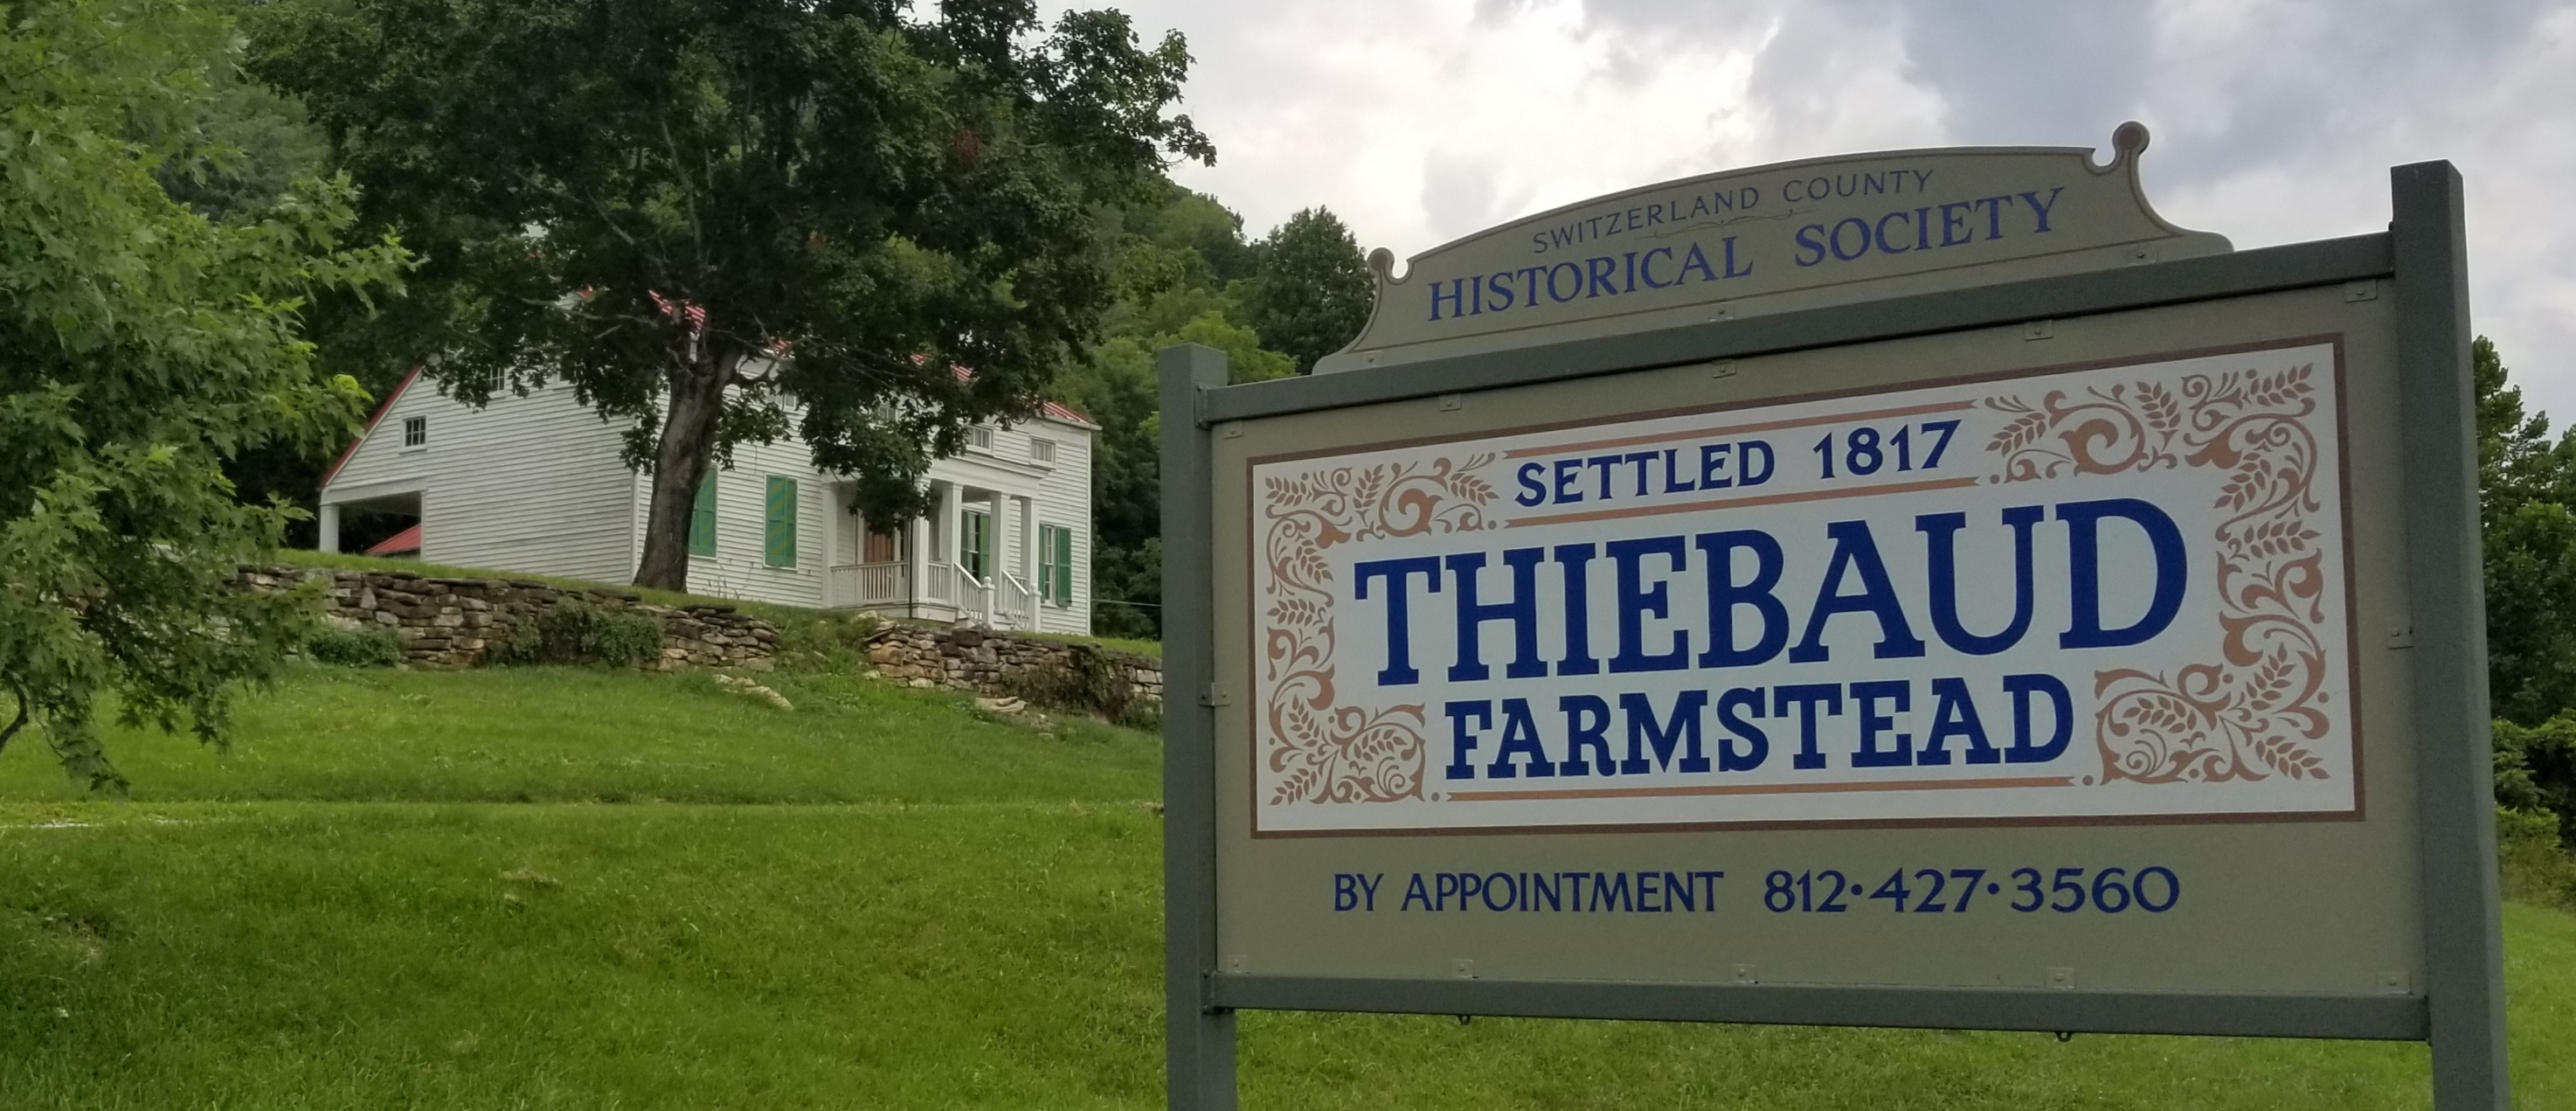 SWITZERLAND COUNTY
HISTORICAL SOCIETY
SETTLED 1817
THIEBAUD
FARMSTEAD
BY APPOINTMENT 812•427•3560